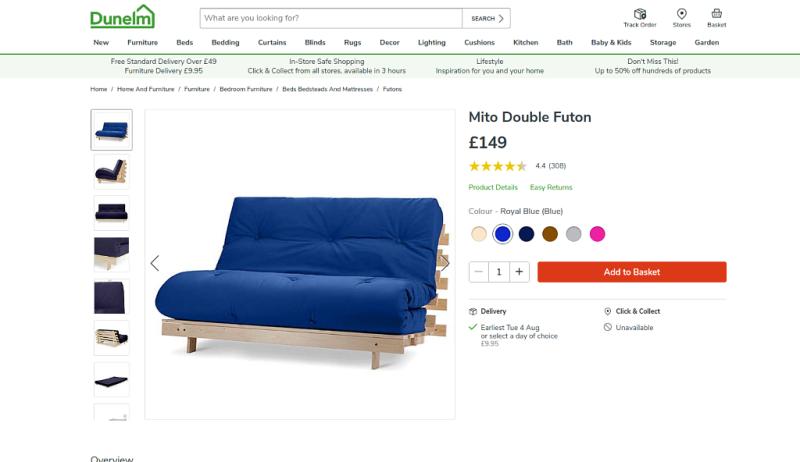 Dunelm
What are you looking for?
SEARCH
Track Order
Stores
Basket
New Furniture Beds Bedding Curtains Blinds Rugs Decor Lighting Cushions Kitchen Bath Baby & Kids Storage Garden
Free Standard Delivery Over £49
Furniture Delivery £9.95
In-Store Safe Shopping
Click & Collect from all stores, available in 3 hours
Lifestyle
Inspiration for you and your home
Don't Miss This!
Up to 50% off hundreds of products
Home / Home And Furniture / Furniture / Bedroom Furniture / Beds Bedsteads And Mattresses / Futons
Mito Double Futon
£149
4.4 (308)
Product Details Easy Returns
Colour - Royal Blue (Blue)
1
Add to Basket
Delivery
Earliest Tue 4 Aug
or select a day of choice
£9.95
Click & Collect
Unavailable
Overview